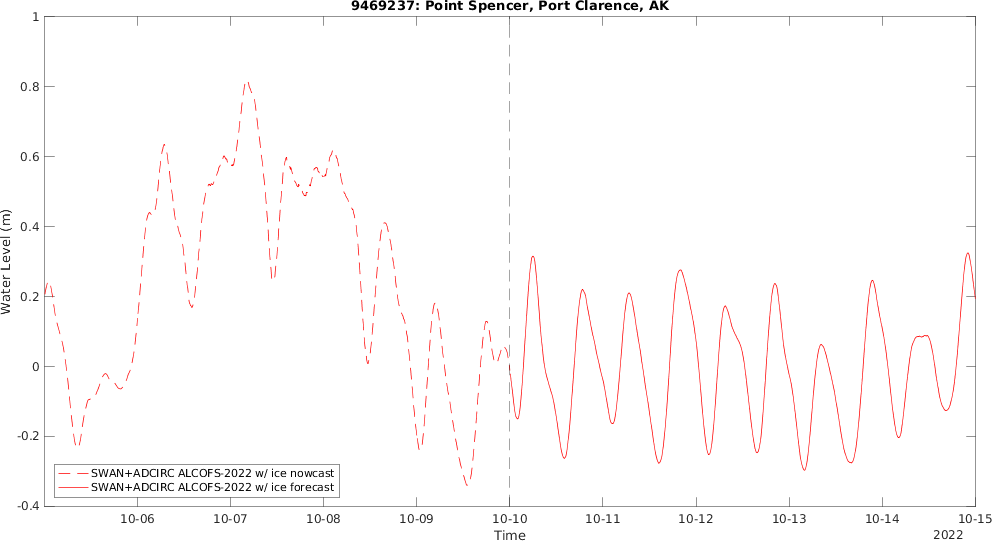 9469237: Point Spencer, Port Clarence, AK
1
0.8
0.6
0.4
0.2
0
-0.2
-0.4
Water Level (m)
SWAN+ADCIRC ALCOFS-2022 w/ ice nowcast
SWAN+ADCIRC ALCOFS-2022 w/ ice forecast
10-06 10-07 10-08 10-09 10-10 10-11 10-12 10-13 10-14 10-15
Time
2022